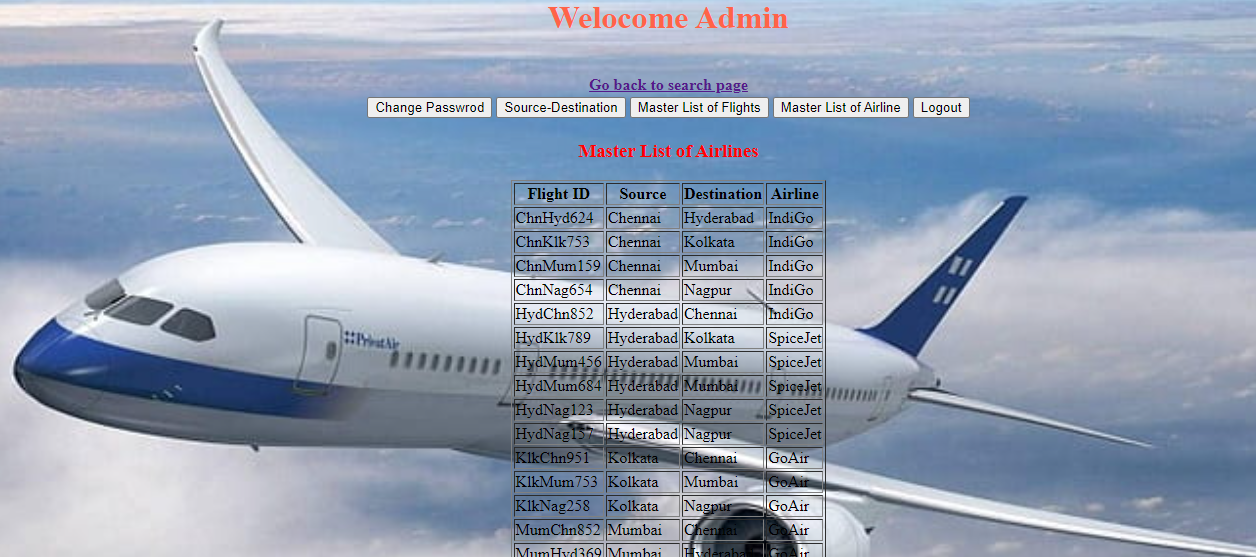 Welocome Admin
Go back to search page
Change Passwrod Source-Destination Master List of Flights Master List of Airline Logout
Master List of Airlines
Flight ID Source Destination Airline
ChnHyd624 Chennai Hyderabad IndiGo
ChnKlk753 Chennai Kolkata IndiGo
ChnMum159 Chennai Mumbai IndiGo
ChnNag654 Chennai Nagpur IndiGo
HydChn852 Hyderabad Chennai IndiGo
HydKlk789 Hyderabad Kolkata SpiceJet
PrivatAir
HydMum456 Hyderabad Mumbai SpiceJet
HydMum684 Hyderabad Mumbai SpiceJet
HydNag123 Hyderabad Nagpur SpiceJet
HydNag157 Hyderabad Nagpur SpiceJet
KlkChn951 Kolkata Chennai GoAir
KlkMum753 Kolkata Mumbai GoAir
KlkNag258 Kolkata Nagpur GoAir
MumChn852 Mumbai Chennai GoAir
MumHyd369 Mumbai Hyderabad GoAir